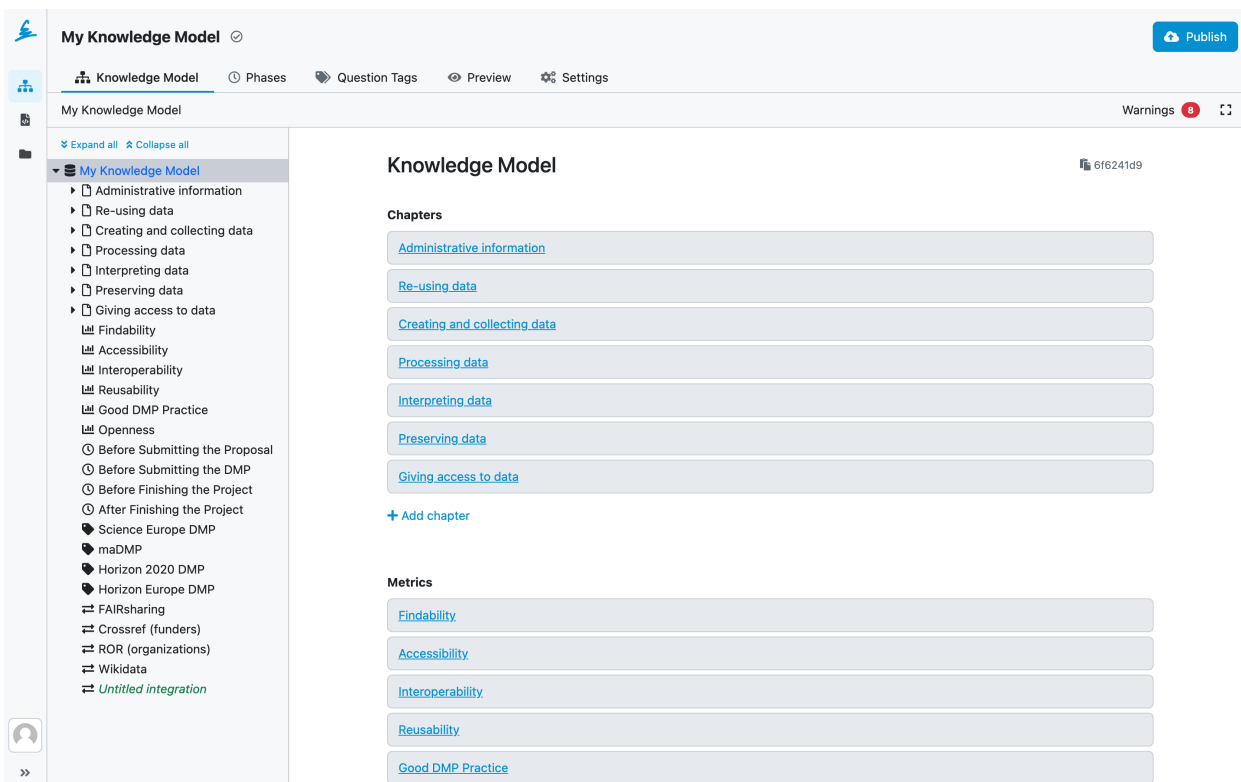 My Knowledge Model
Publish
Knowledge Model
Phases
Question Tags
Preview
Settings
My Knowledge Model
Warnings 8
Expand all Collapse all
My Knowledge Model
Administrative information
Re-using data
Creating and collecting data
Processing data
Interpreting data
Preserving data
Giving access to data
Findability
Accessibility
Interoperability
Reusability
Good DMP Practice
Openness
Before Submitting the Proposal
Before Submitting the DMP
Before Finishing the Project
After Finishing the Project
Science Europe DMP
maDMP
Horizon 2020 DMP
Horizon Europe DMP
FAIRsharing
Crossref (funders)
ROR (organizations)
Wikidata
Untitled integration
Knowledge Model
6f6241d9
Chapters
Administrative information
Re-using data
Creating and collecting data
Processing data
Interpreting data
Preserving data
Giving access to data
Add chapter
Metrics
Findability
Accessibility
Interoperability
Reusability
Good DMP Practice